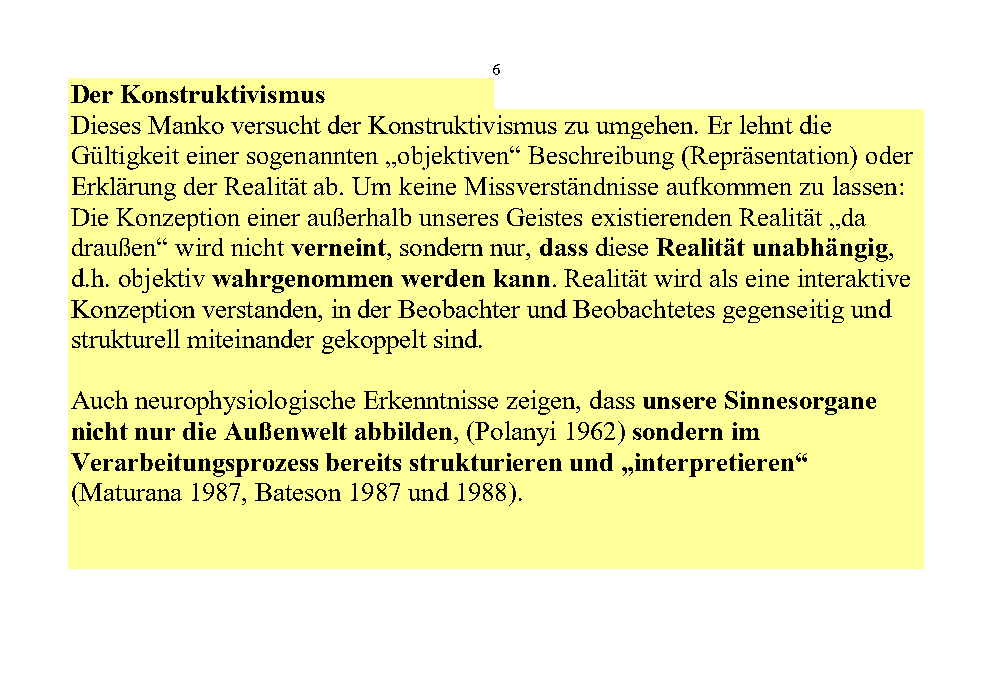 6
Der Konstruktivismus
Dieses Manko versucht der Konstruktivismus zu umgehen. Er lehnt die
Gültigkeit einer sogenannten „objektiven“ Beschreibung (Repräsentation) oder
Erklärung der Realität ab. Um keine Missverständnisse aufkommen zu lassen:
Die Konzeption einer außerhalb unseres Geistes existierenden Realität „da
draußen“ wird nicht verneint, sondern nur, dass diese Realität unabhängig,
d.h. objektiv wahrgenommen werden kann. Realität wird als eine interaktive
Konzeption verstanden, in der Beobachter und Beobachtetes gegenseitig und
strukturell miteinander gekoppelt sind.
Auch neurophysiologische Erkenntnisse zeigen, dass unsere Sinnesorgane
nicht nur die Außenwelt abbilden, (Polanyi 1962) sondern im
Verarbeitungsprozess bereits strukturieren und „interpretieren“
(Maturana 1987, Bateson 1987 und 1988).